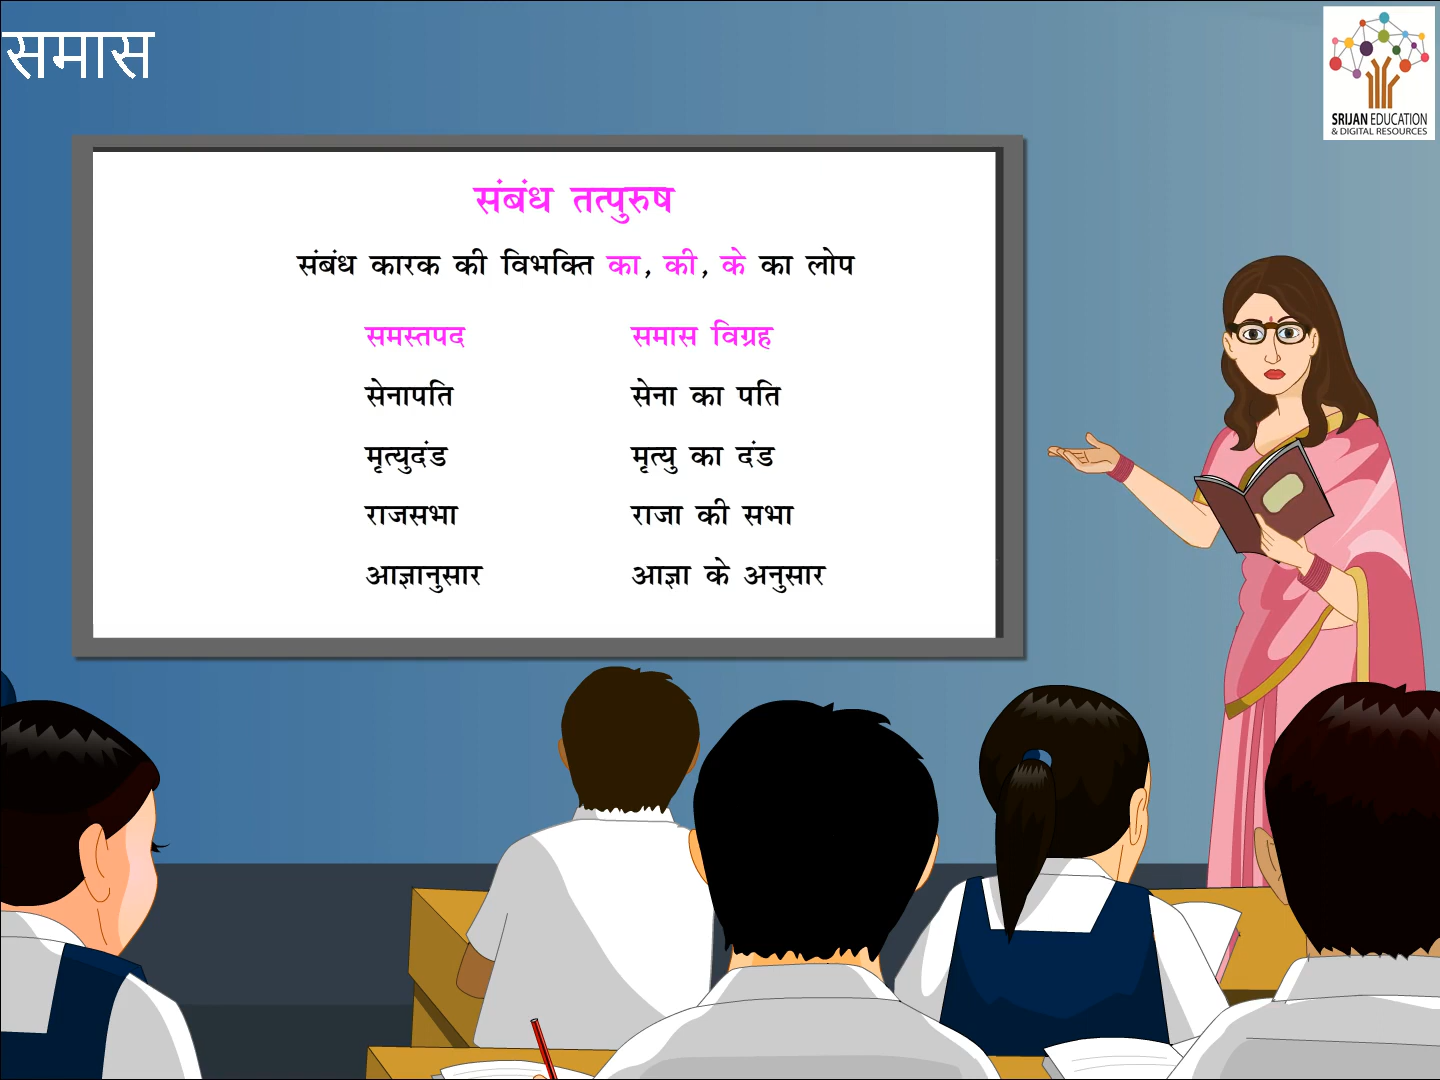 समास
SRIJAN EDUCATION
& DIGITAL RESOURCES
संबंध तत्पुरुष
संबंध कारक की विभक्ति का, की, के का लोप
समस्तपद समास विग्रह
सेनापति सेना का पति
मृत्युदंड मृत्यु का दंड
राजसभा राजा की सभा
आज्ञानुसार आज्ञा के अनुसार